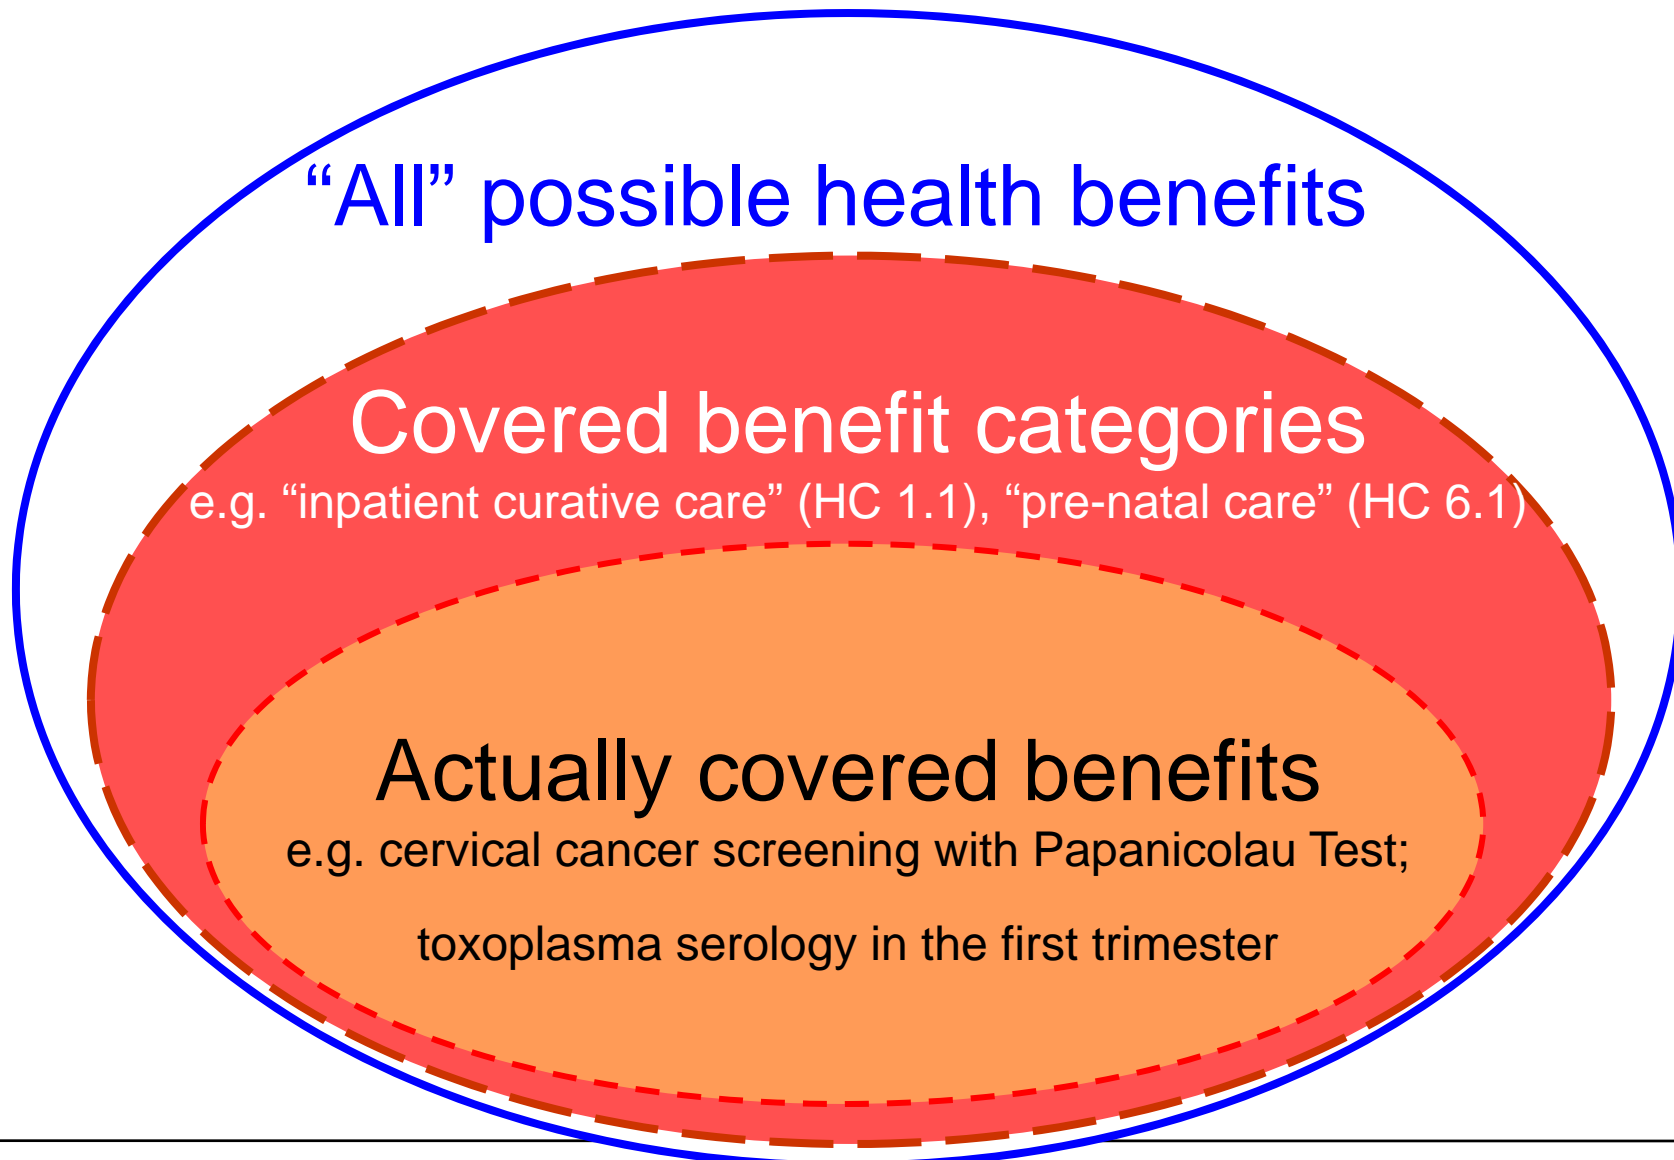 “All” possible health benefits
Covered benefit categories
e.g. “inpatient curative care” (HC 1.1), “pre-natal care” (HC 6.1)
Actually covered benefits
e.g. cervical cancer screening with Papanicolau Test;
toxoplasma serology in the first trimester